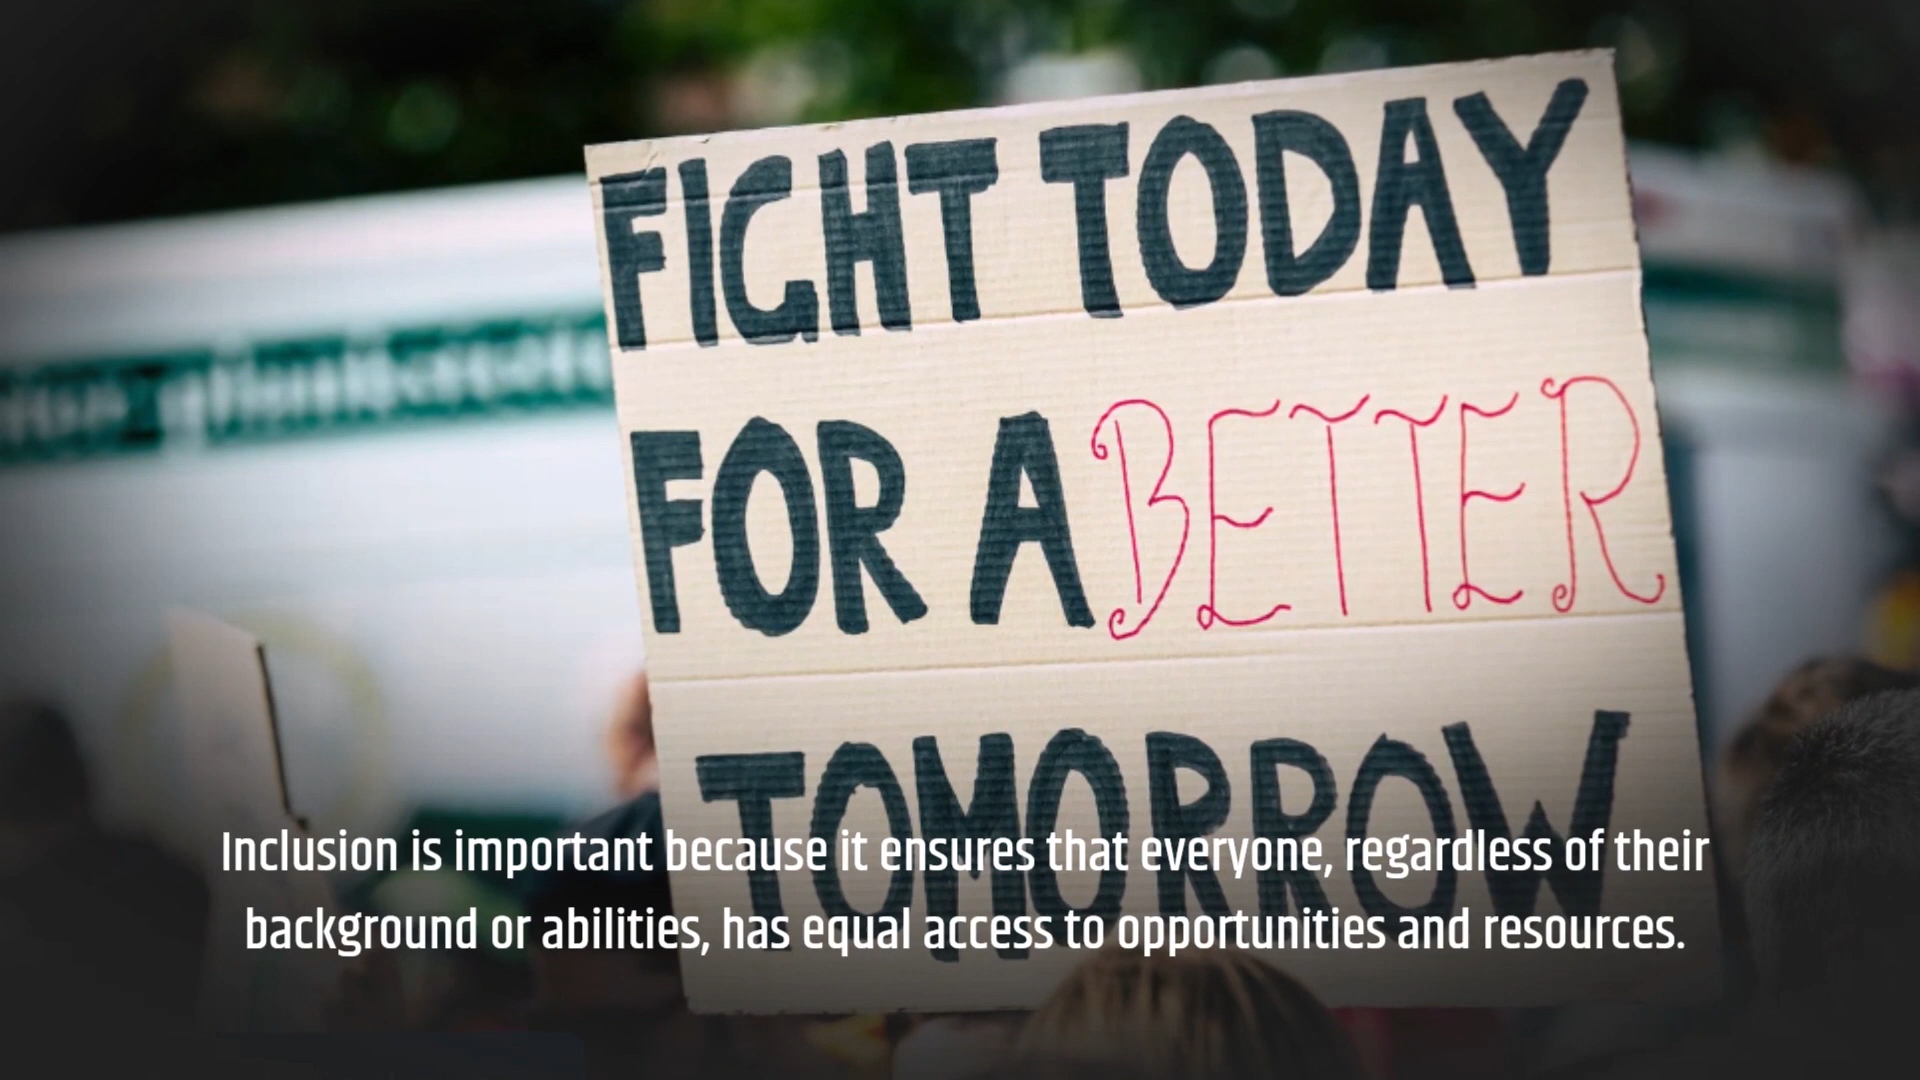 FIGHT TODAY
FOR A BETTER
TOMORROW
Inclusion is important because it ensures that everyone, regardless of their
background or abilities, has equal access to opportunities and resources.